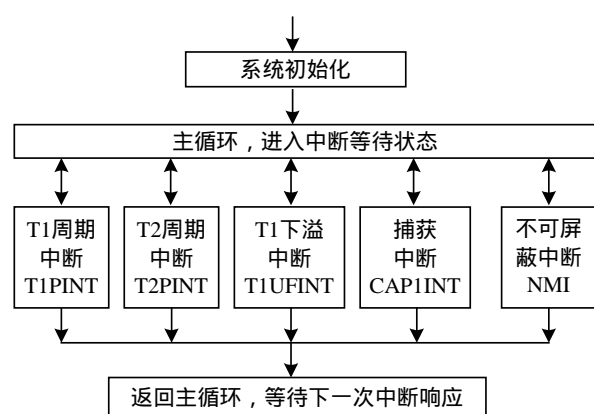 系统初始化
主循环，进入中断等待状态
T1周期
中断
T1PINT
T2周期
中断
T2PINT
T1下溢
中断
T1UFINT
捕获
中断
CAP1INT
不可屏
蔽中断
NMI
返回主循环，等待下一次中断响应